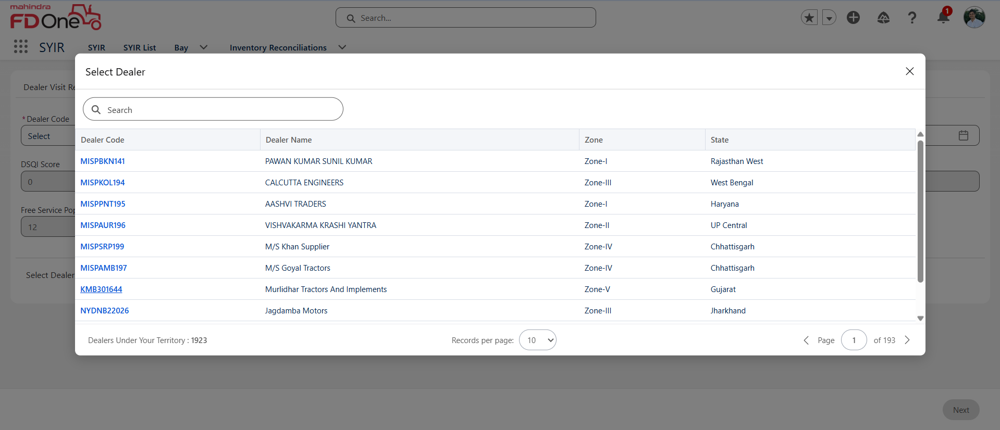 mahindra
FD One
Search...
1
SYIR
SYIR
SYIR List
Bay
Inventory Reconciliations
Select Dealer
Dealer Visit Re
Search
* Dealer Code
Select
Dealer Code Dealer Name Zone State
MISPBKN141 PAWAN KUMAR SUNIL KUMAR Zone-I Rajasthan West
DSQI Score
0
MISPKOL194 CALCUTTA ENGINEERS Zone-III West Bengal
MISPPNT195 AASHVI TRADERS Zone-I Haryana
Free Service Pop
12
MISPAUR196 VISHVAKARMA KRASHI YANTRA Zone-II UP Central
MISPSRP199 M/S Khan Supplier Zone-IV Chhattisgarh
MISPAMB197 M/S Goyal Tractors Zone-IV Chhattisgarh
Select Dealer
KMB301644 Murlidhar Tractors And Implements Zone-V Gujarat
NYDNB22026 Jagdamba Motors Zone-III Jharkhand
Dealers Under Your Territory : 1923
Records per page: 10
Page 1 of 193
Next